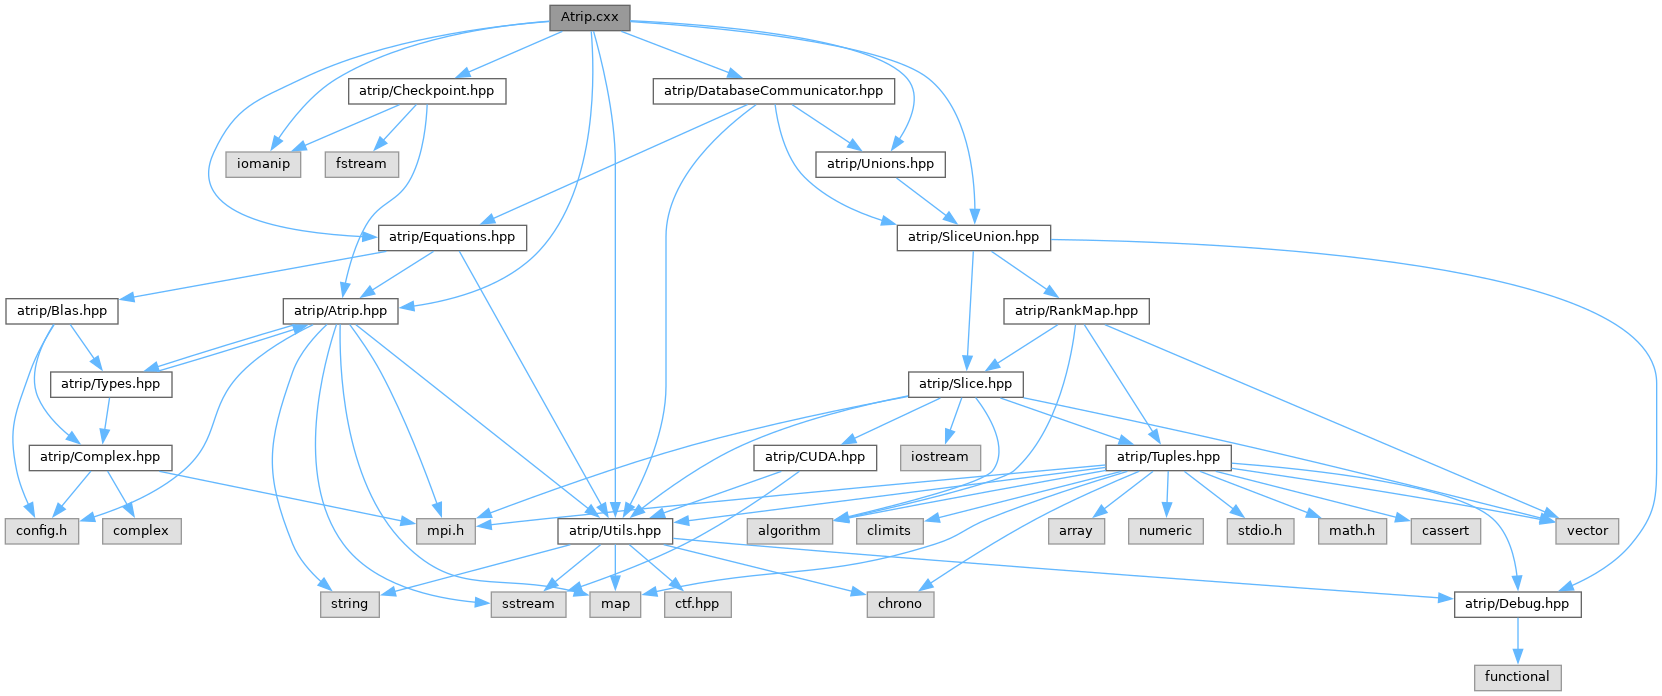 Atrip.cxx
atrip/Checkpoint.hpp
atrip/DatabaseCommunicator.hpp
iomanip
fstream
atrip/Unions.hpp
atrip/Equations.hpp
atrip/SliceUnion.hpp
atrip/Blas.hpp
atrip/Atrip.hpp
atrip/RankMap.hpp
atrip/Types.hpp
atrip/Slice.hpp
atrip/Complex.hpp
atrip/CUDA.hpp
iostream
atrip/Tuples.hpp
config.h
complex
mpi.h
atrip/Utils.hpp
algorithm
climits
array
numeric
stdio.h
math.h
cassert
vector
string
sstream
map
ctf.hpp
chrono
atrip/Debug.hpp
functional